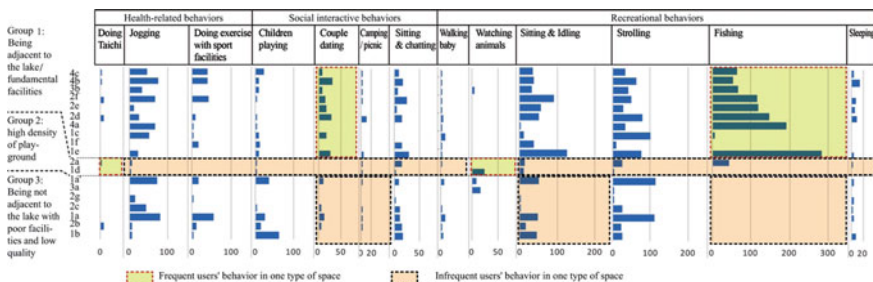 Health-related behaviors Social interactive behaviors Recreational behaviors
Doing Taichi Jogging Doing exercise with sport facilities Children playing Couple dating Camping / picnic Sitting & chatting Walking baby Watching animals Sitting & Idling Strolling Fishing Sleeping
Group 1:
Being
adjacent to
the lake/
fundamental
facilities
Group 2:
high density
of play-
ground
Group 3: Being
not adjacent to
the lake with
poor facili-
ties and low
quality
4c
4b
3b
2f
2e
2d
4a
1c
1f
1e
2a
1d
3a
2g
2c
1a
2b
1b
0 0 100 0 100 0 100 0 50 0 20 0 50 0 50 0 50 0 100 200 0 100 0 100 200 300 0 20
Frequent users' behavior in one type of space Infrequent users' behavior in one type of space